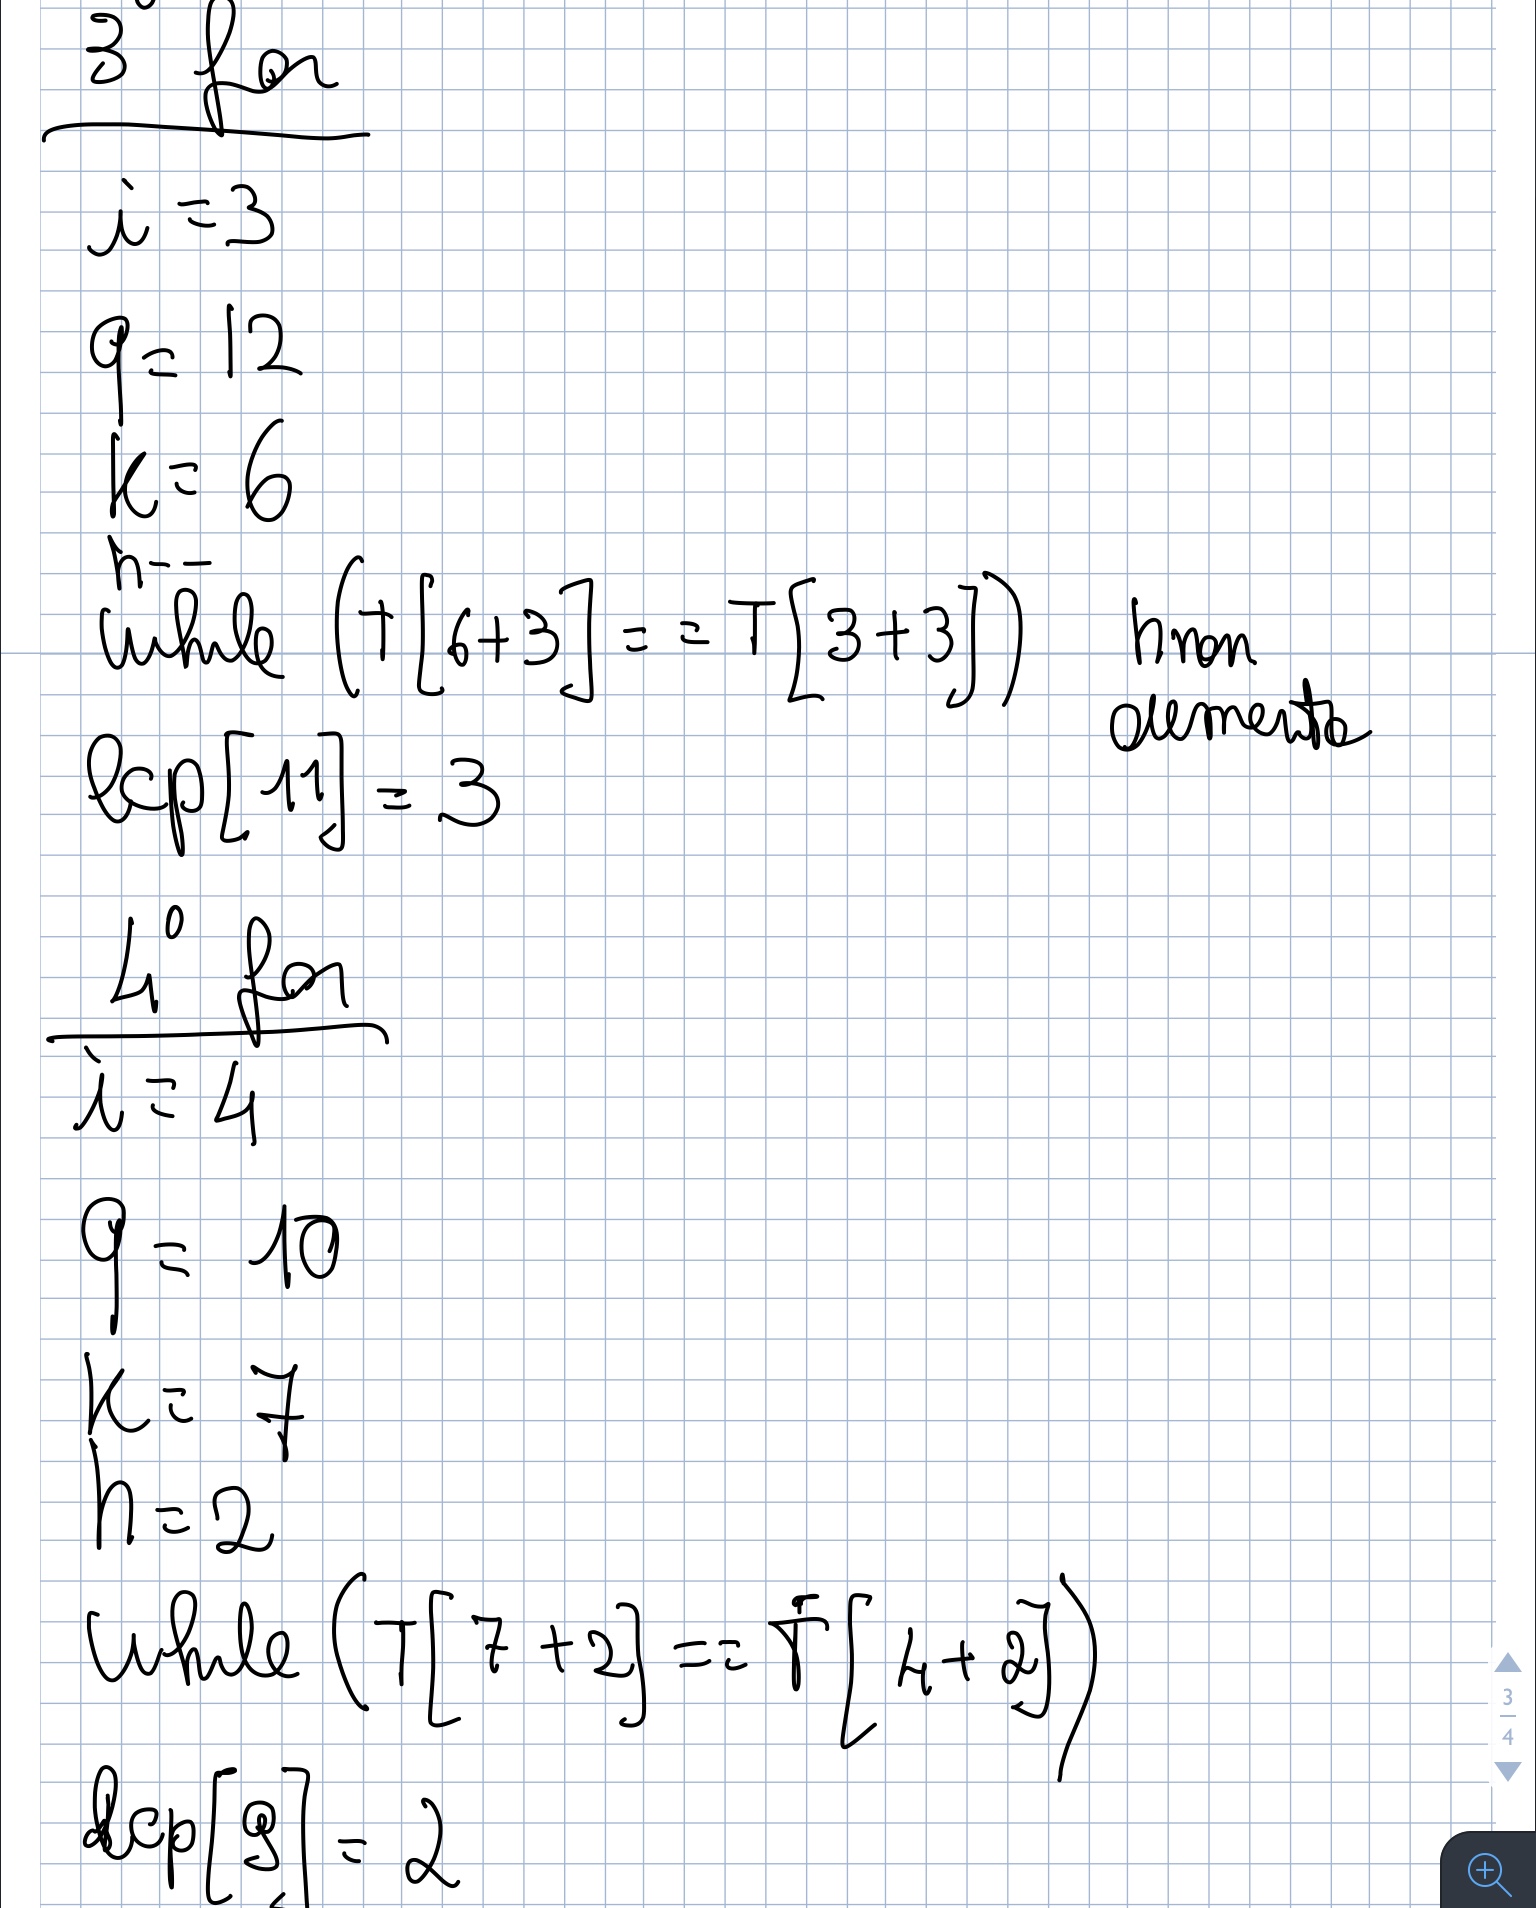 3° for
i = 3
q = 12
k = 6
h--
while (T[6+3] == T[3+3]) h non
aumenta
lcp[11] = 3
4° for
i = 4
q = 10
k = 7
h = 2
while (T[7+2] == T[4+2])
lcp[9] = 2
3
4